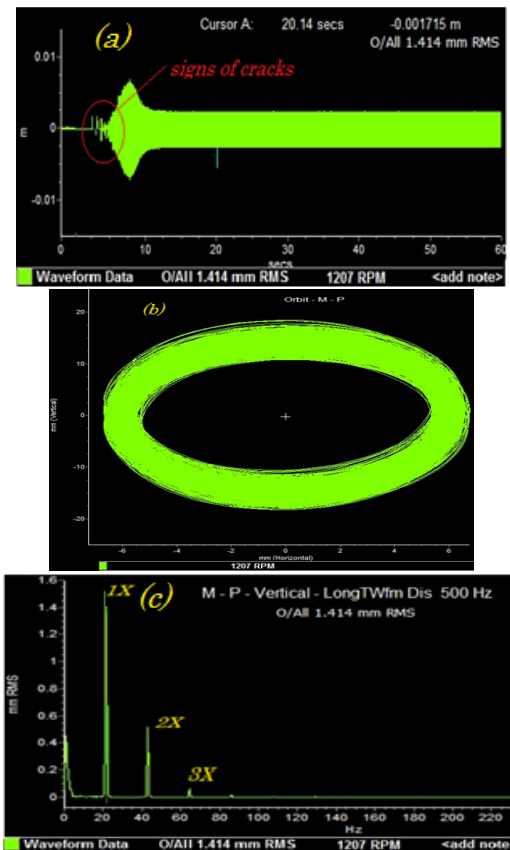 (a)
Cursor A: 20.14 secs -0.001715 m
O/All 1.414 mm RMS
signs of cracks
0.01
0
-0.01
m
0 10 20 30 40 50 60
secs
Waveform Data O/All 1.414 mm RMS 1207 RPM <add note>
(b)
Orbit - M - P
20
10
0
-10
-20
mm (Vertical)
-6 -4 -2 0 2 4 6
mm (Horizontal)
1207 RPM
1X
(c)
M - P - Vertical - LongTWfm Dis 500 Hz
O/All 1.414 mm RMS
1.6
1.4
1.2
1
0.8
0.6
0.4
0.2
0
mm RMS
2X
3X
0 20 40 60 80 100 120 140 160 180 200 220
Hz
Waveform Data O/All 1.414 mm RMS 1207 RPM <add note>